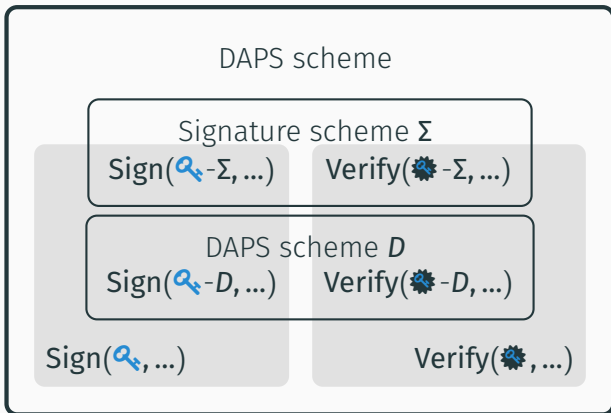 DAPS scheme
Signature scheme Σ
Sign(-Σ, ...) Verify(-Σ, ...)
DAPS scheme D
Sign(-D, ...) Verify(-D, ...)
Sign(, ...) Verify(, ...)